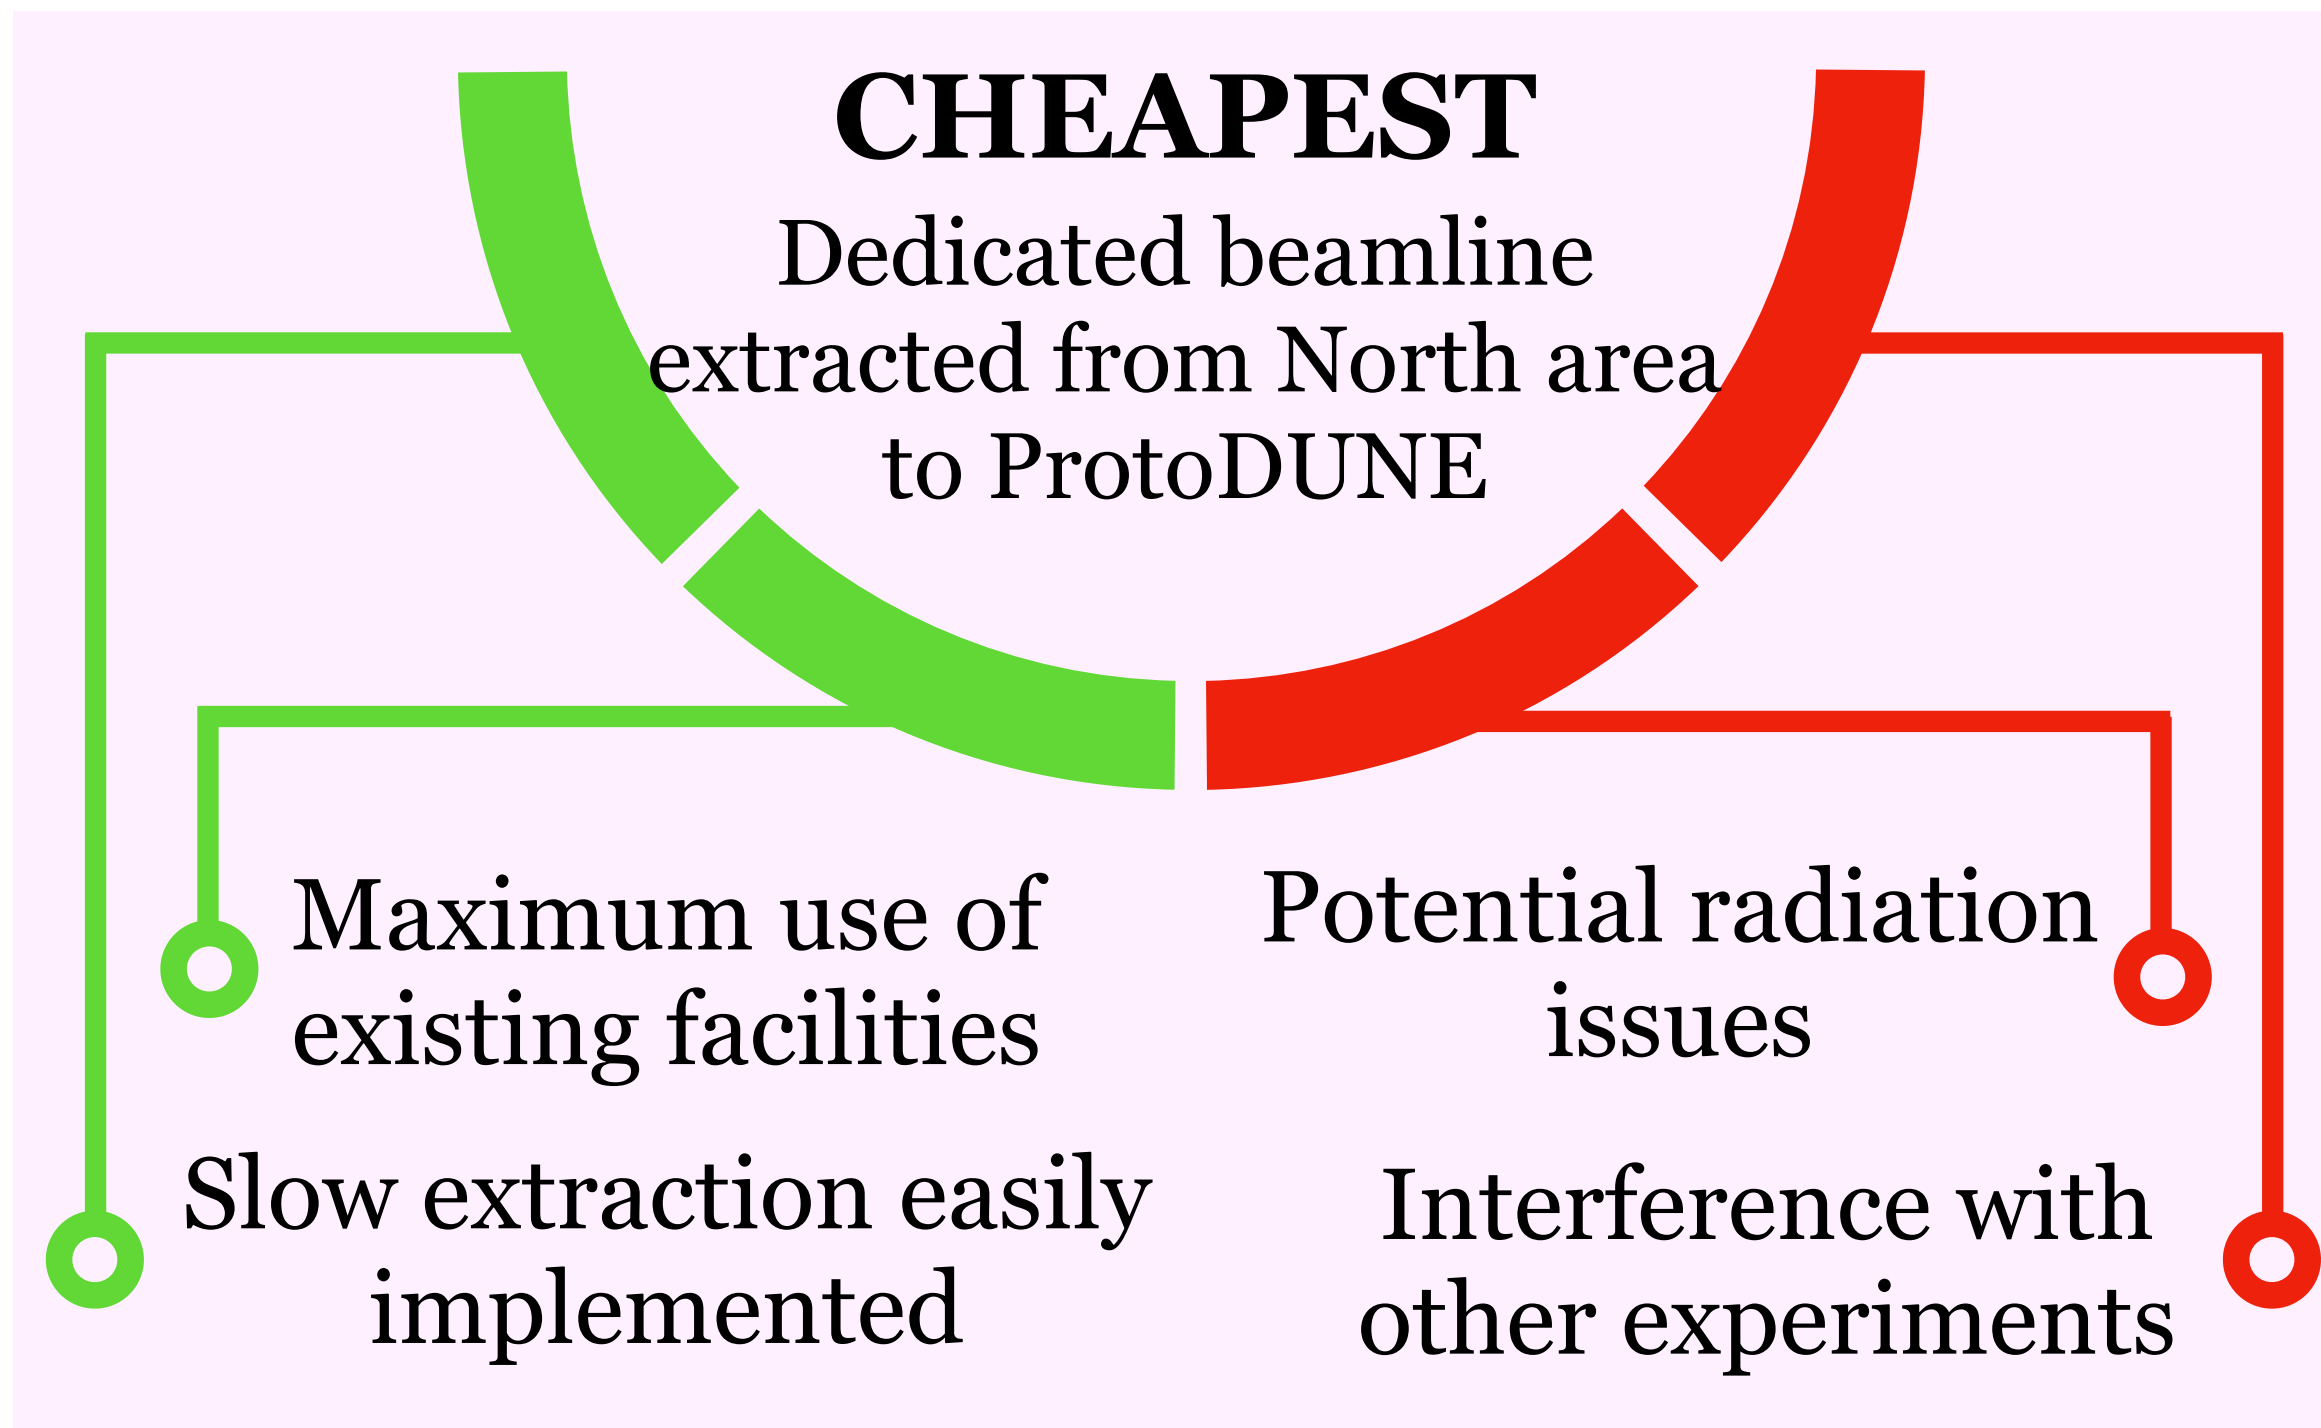 CHEAPEST
Dedicated beamline
extracted from North area
to ProtoDUNE
Maximum use of
existing facilities
Slow extraction easily
implemented
Potential radiation
issues
Interference with
other experiments